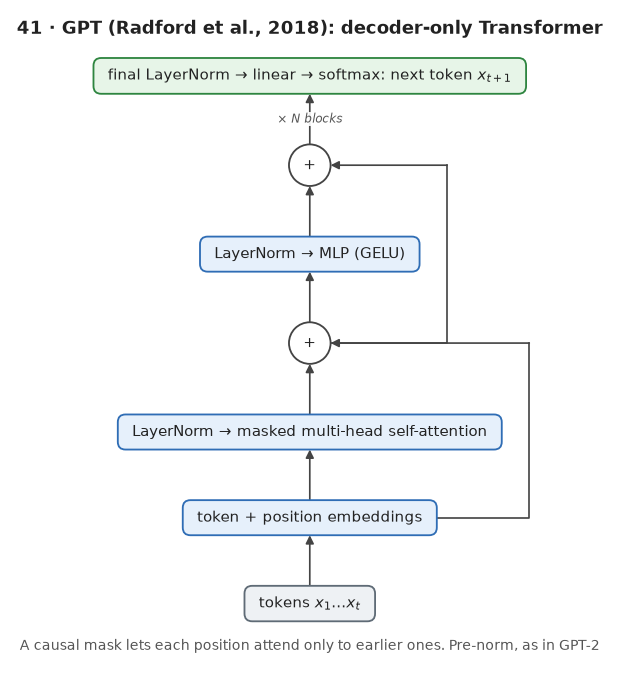 41 · GPT (Radford et al., 2018): decoder-only Transformer
final LayerNorm → linear → softmax: next token x_{t+1}
× N blocks
+
LayerNorm → MLP (GELU)
+
LayerNorm → masked multi-head self-attention
token + position embeddings
tokens x_1...x_t
A causal mask lets each position attend only to earlier ones. Pre-norm, as in GPT-2